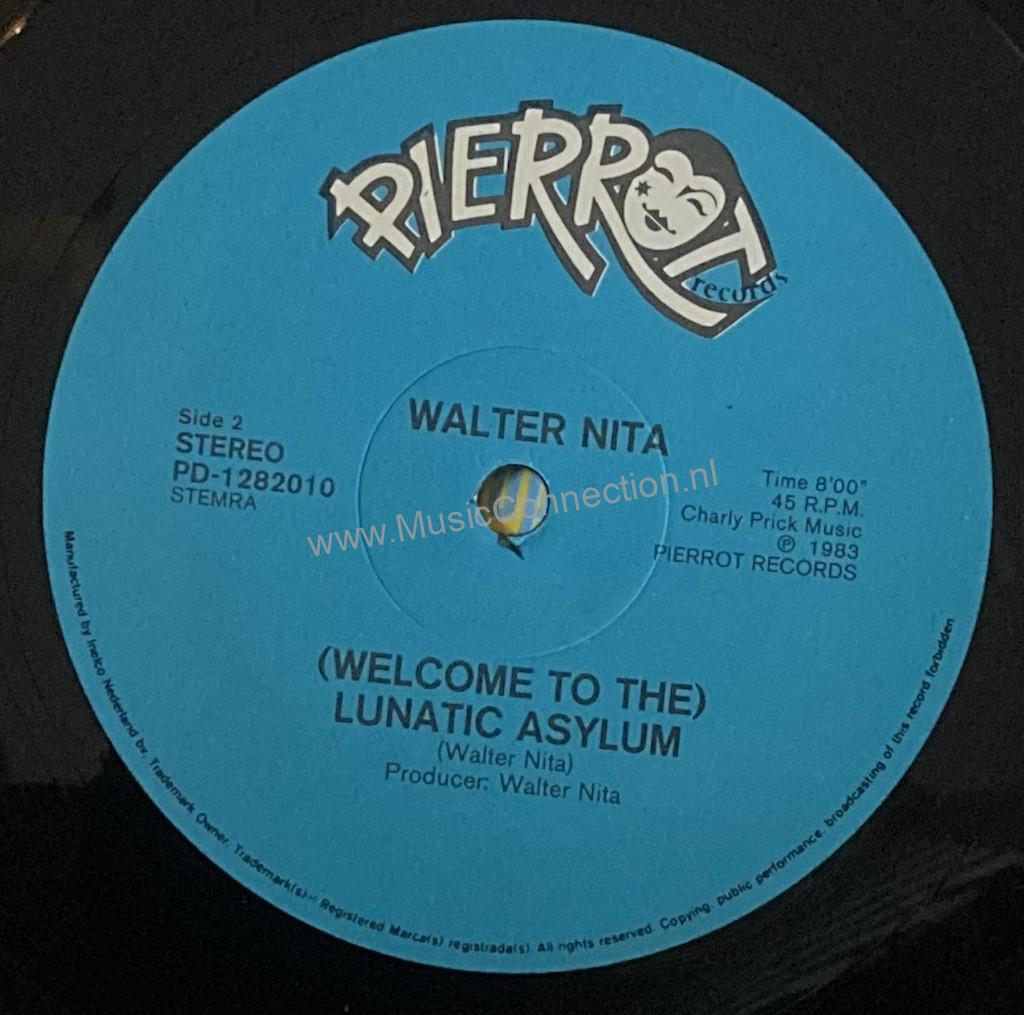 PIERROT
records
WALTER NITA
Side 2
STEREO
PD-1282010
STEMRA
Time 8'00"
45 R.P.M.
Charly Prick Music
℗ 1983
PIERROT RECORDS
www.MusicConnection.nl
(WELCOME TO THE)
LUNATIC ASYLUM
(Walter Nita)
Producer: Walter Nita
Manufactured by Inelco Nederland bv. Trademark Owner. Trademark(s) Registered Marca(s) registrada(s). All rights reserved. Copying, public performance, broadcasting of this record forbidden